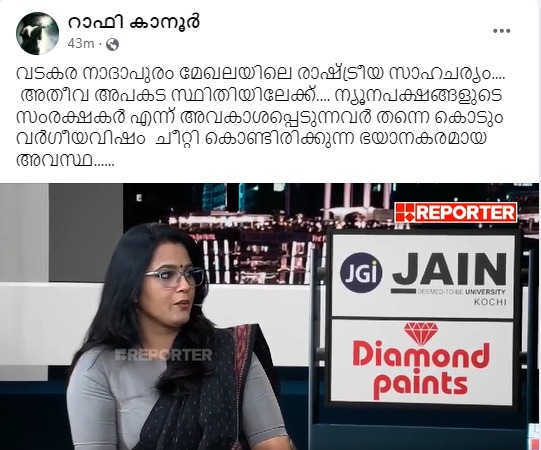 റാഫി കാനൂർ
43m
വടകര നാദാപുരം മേഖലയിലെ രാഷ്ട്രീയ സാഹചര്യം....
അതീവ അപകട സ്ഥിതിയിലേക്ക്.... ന്യൂനപക്ഷങ്ങളുടെ
സംരക്ഷകർ എന്ന് അവകാശപ്പെടുന്നവർ തന്നെ കൊടും
വർഗീയവിഷം ചീറ്റി കൊണ്ടിരിക്കുന്ന ഭയാനകരമായ
അവസ്ഥ......
REPORTER
JGi JAIN
DEEMED-TO-BE UNIVERSITY
KOCHI
REPORTER
Diamond
paints